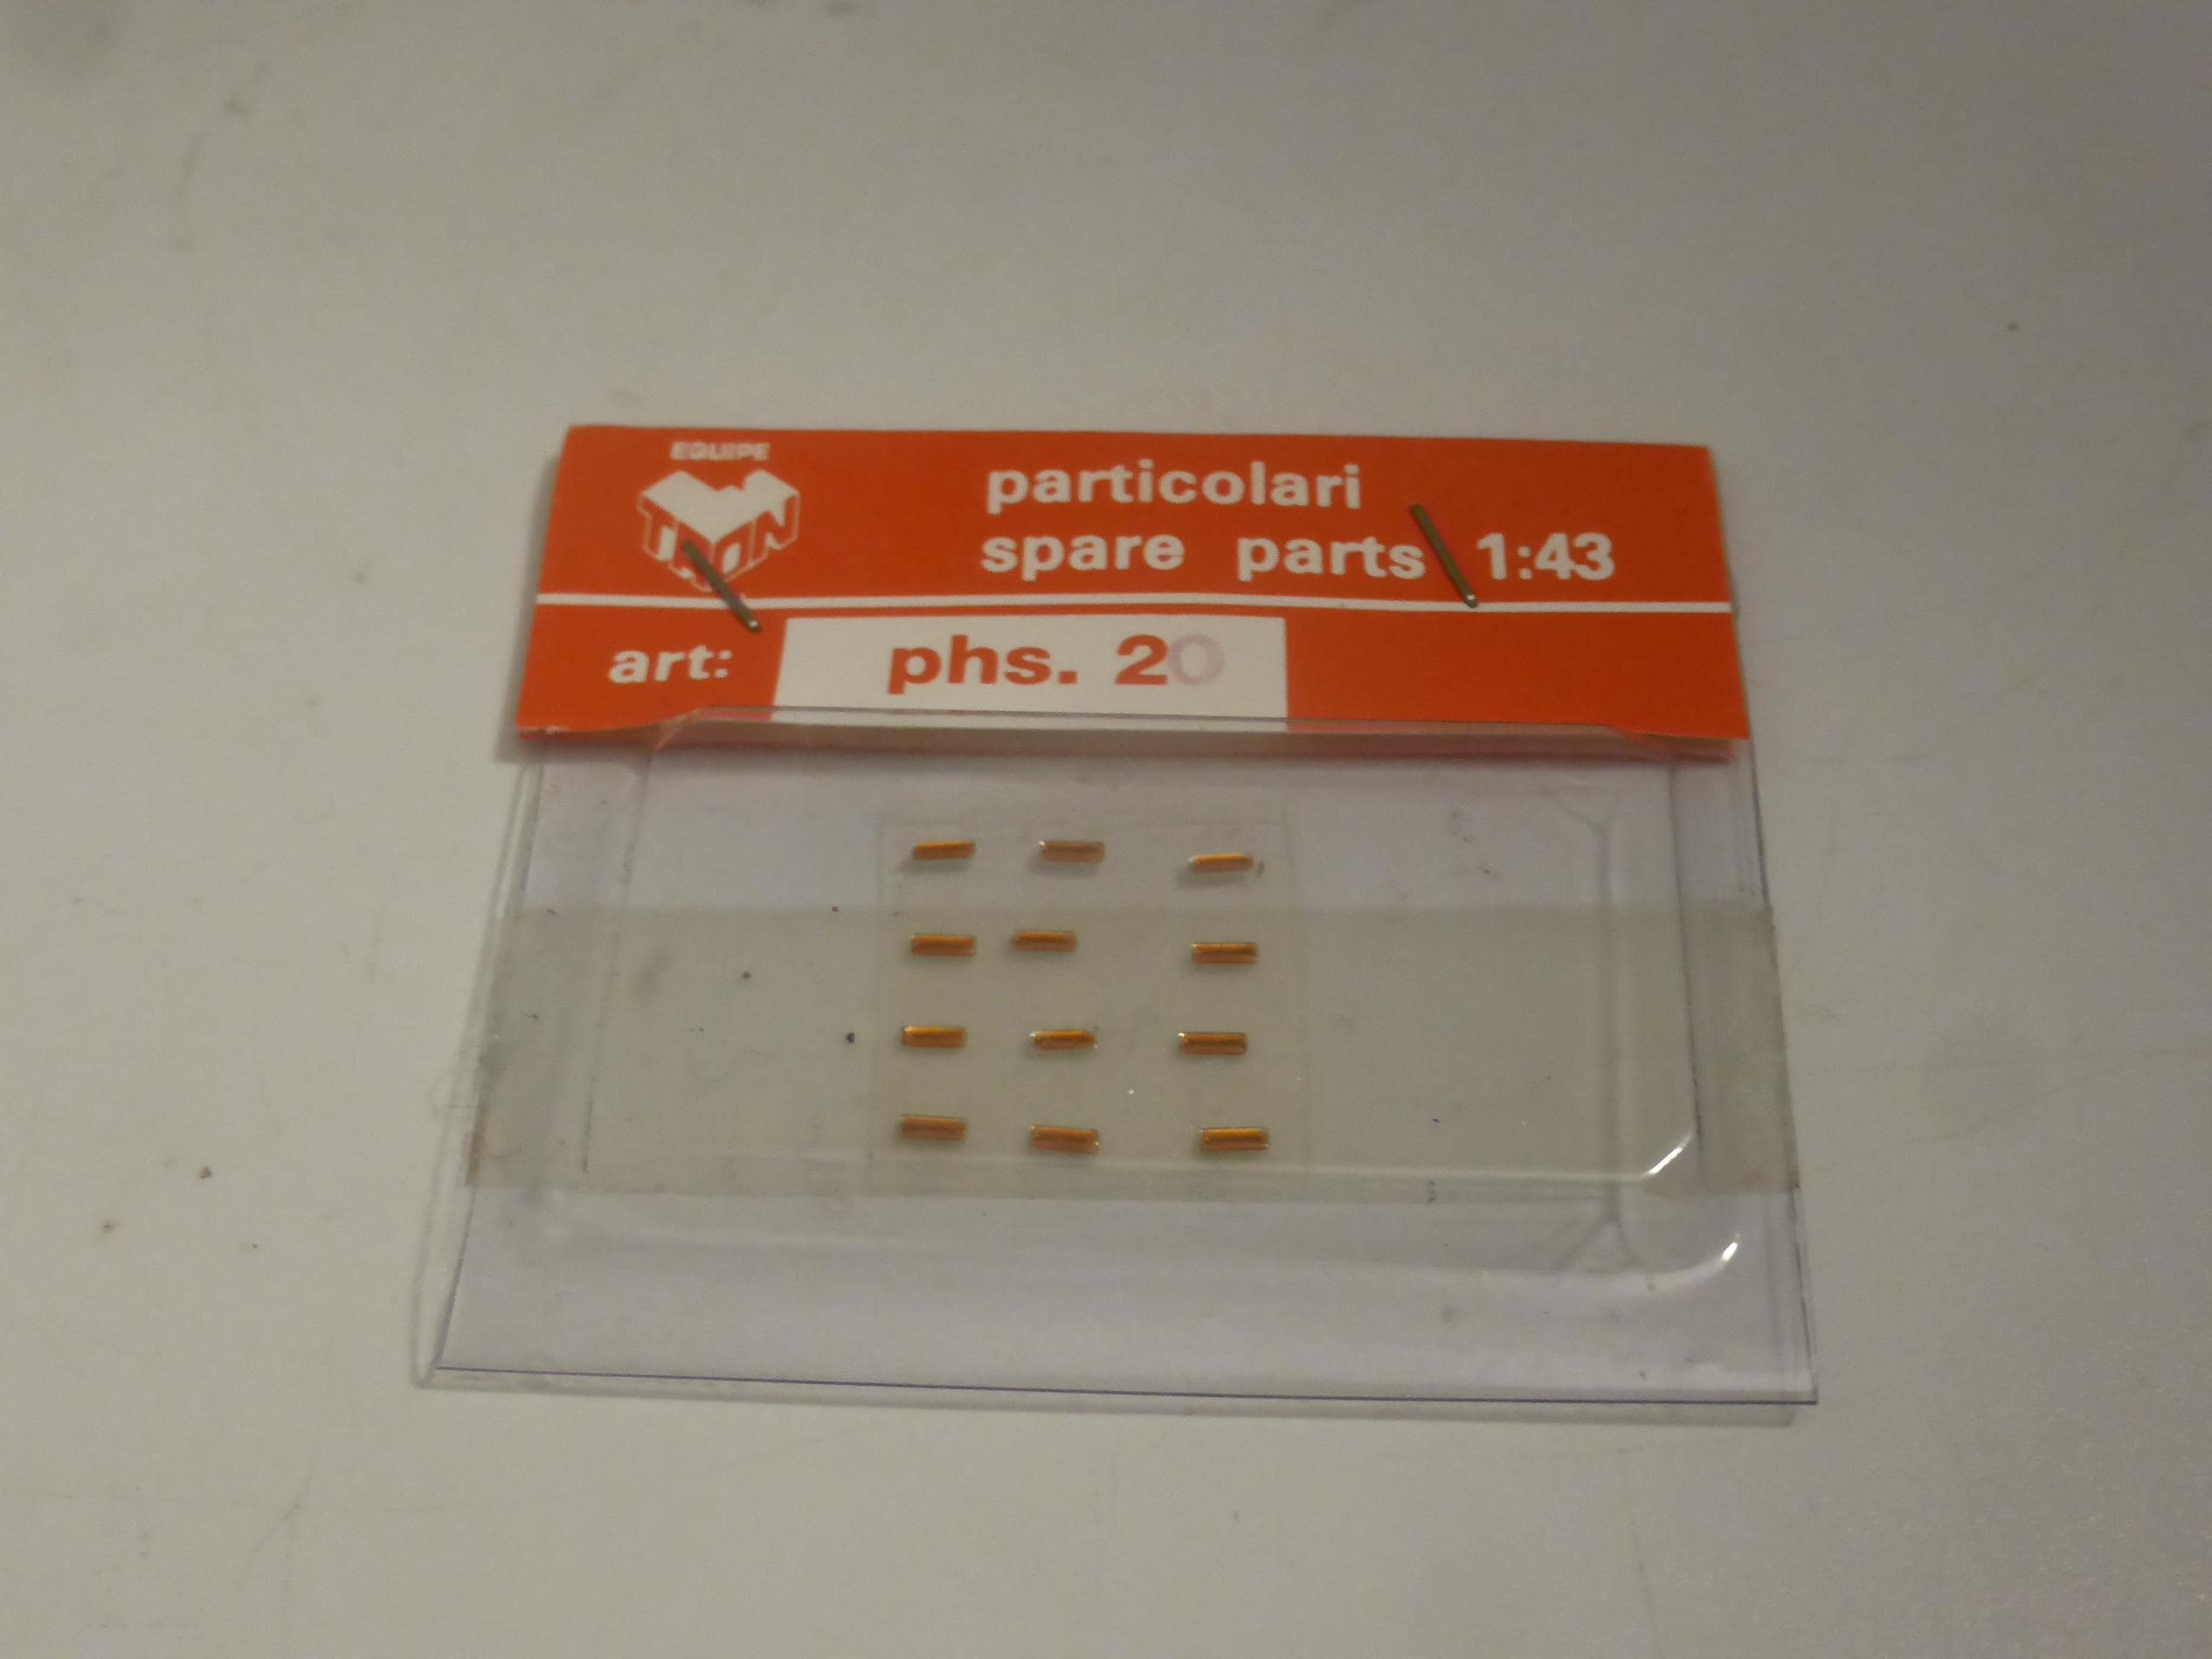 EQUIPE
TRON
particolari
spare parts 1:43
art: phs. 20